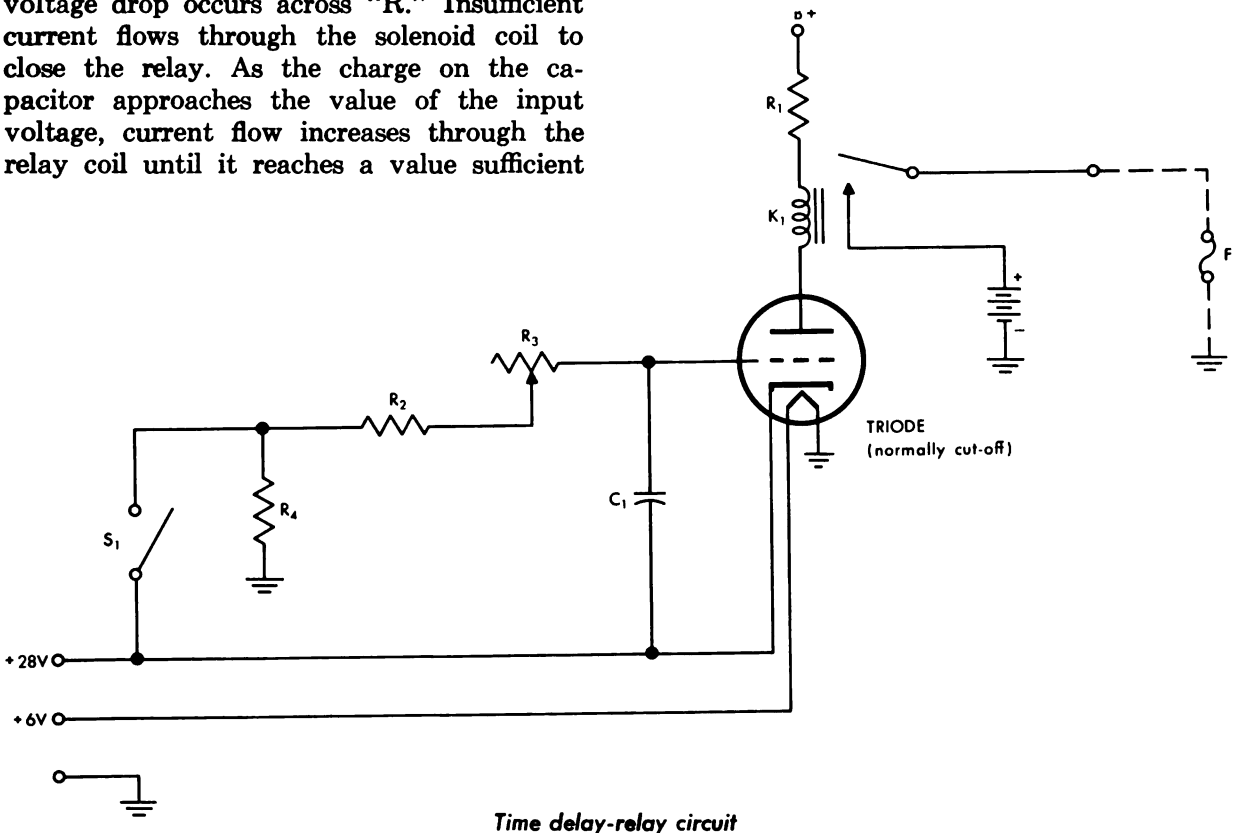 voltage drop occurs across "R." Insufficient
current flows through the solenoid coil to
close the relay. As the charge on the ca-
pacitor approaches the value of the input
voltage, current flow increases through the
relay coil until it reaches a value sufficient
B+
R1
K1
+
F
−
R3
R2
TRIODE
(normally cut-off)
C1
R4
S1
+28V
+6V
Time delay-relay circuit